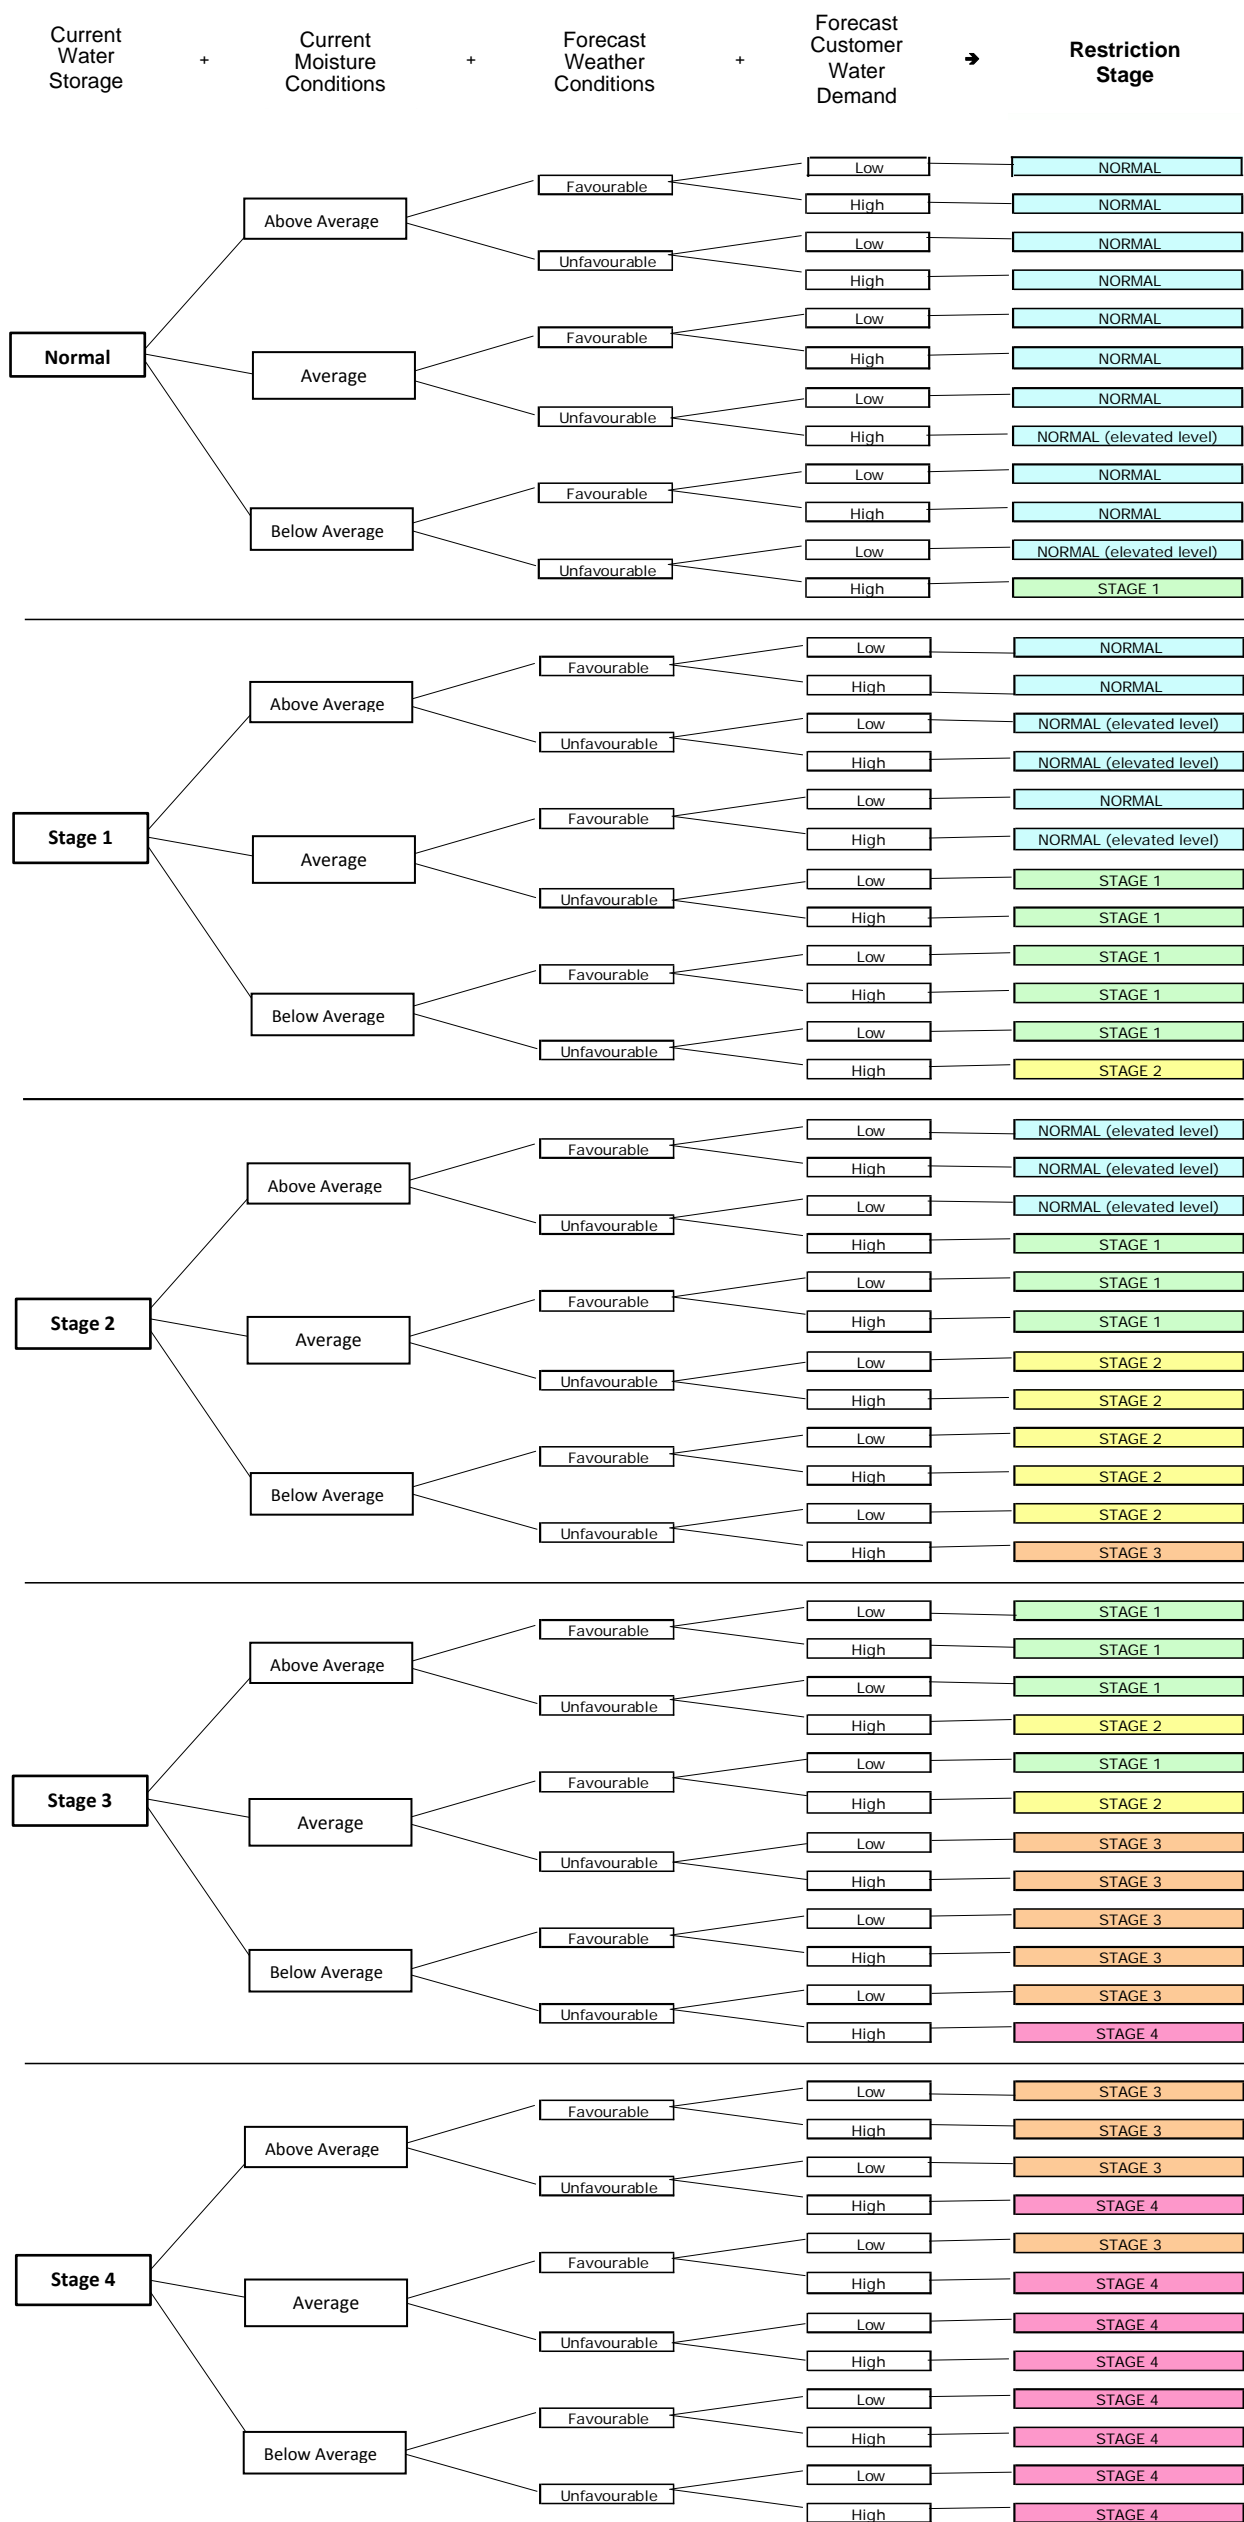 Current
Water
Storage
+
Current
Moisture
Conditions
+
Forecast
Weather
Conditions
+
Forecast
Customer
Water
Demand
➔
Restriction
Stage
Normal
Above Average
Favourable
Low
NORMAL
High
NORMAL
Unfavourable
Low
NORMAL
High
NORMAL
Average
Favourable
Low
NORMAL
High
NORMAL
Unfavourable
Low
NORMAL
High
NORMAL (elevated level)
Below Average
Favourable
Low
NORMAL
High
NORMAL
Unfavourable
Low
NORMAL (elevated level)
High
STAGE 1
Stage 1
Above Average
Favourable
Low
NORMAL
High
NORMAL
Unfavourable
Low
NORMAL (elevated level)
High
NORMAL (elevated level)
Average
Favourable
Low
NORMAL
High
NORMAL (elevated level)
Unfavourable
Low
STAGE 1
High
STAGE 1
Below Average
Favourable
Low
STAGE 1
High
STAGE 1
Unfavourable
Low
STAGE 1
High
STAGE 2
Stage 2
Above Average
Favourable
Low
NORMAL (elevated level)
High
NORMAL (elevated level)
Unfavourable
Low
NORMAL (elevated level)
High
STAGE 1
Average
Favourable
Low
STAGE 1
High
STAGE 1
Unfavourable
Low
STAGE 2
High
STAGE 2
Below Average
Favourable
Low
STAGE 2
High
STAGE 2
Unfavourable
Low
STAGE 2
High
STAGE 3
Stage 3
Above Average
Favourable
Low
STAGE 1
High
STAGE 1
Unfavourable
Low
STAGE 1
High
STAGE 2
Average
Favourable
Low
STAGE 1
High
STAGE 2
Unfavourable
Low
STAGE 3
High
STAGE 3
Below Average
Favourable
Low
STAGE 3
High
STAGE 3
Unfavourable
Low
STAGE 3
High
STAGE 4
Stage 4
Above Average
Favourable
Low
STAGE 3
High
STAGE 3
Unfavourable
Low
STAGE 3
High
STAGE 4
Average
Favourable
Low
STAGE 3
High
STAGE 4
Unfavourable
Low
STAGE 4
High
STAGE 4
Below Average
Favourable
Low
STAGE 4
High
STAGE 4
Unfavourable
Low
STAGE 4
High
STAGE 4